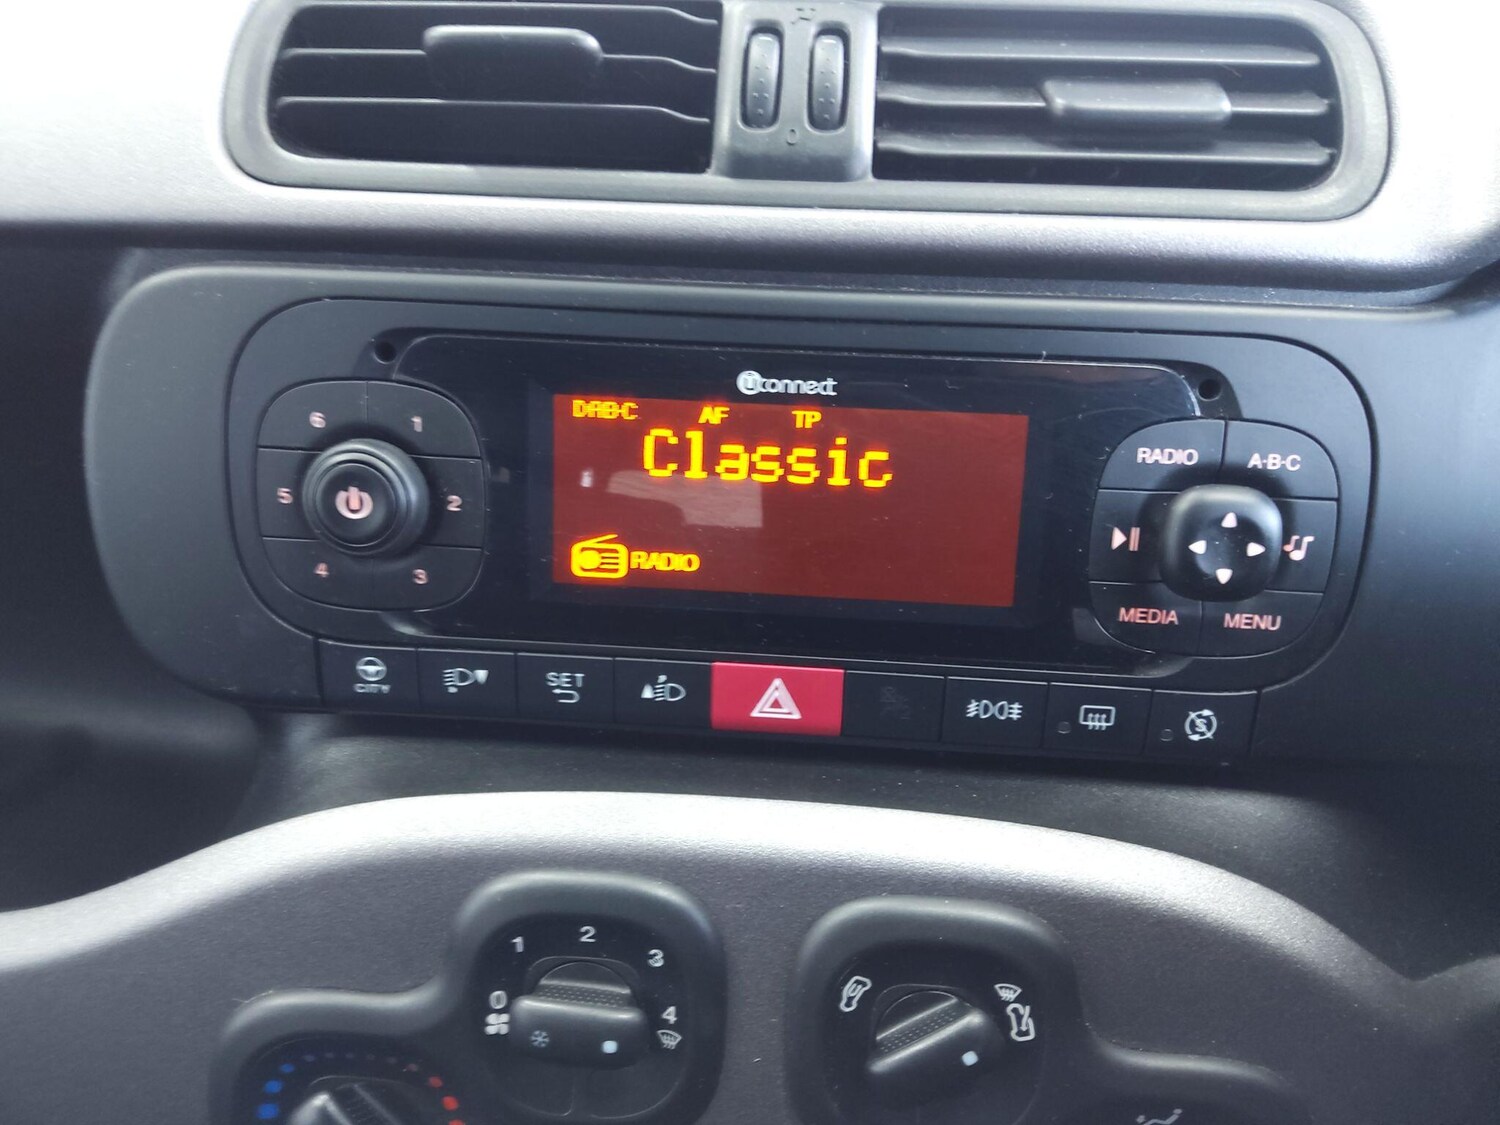 uconnect
DAB-C AF TP
Classic
RADIO
6 1
5 2
4 3
RADIO A·B·C
MEDIA MENU
CITY
SET
1 2 3
0 4
0